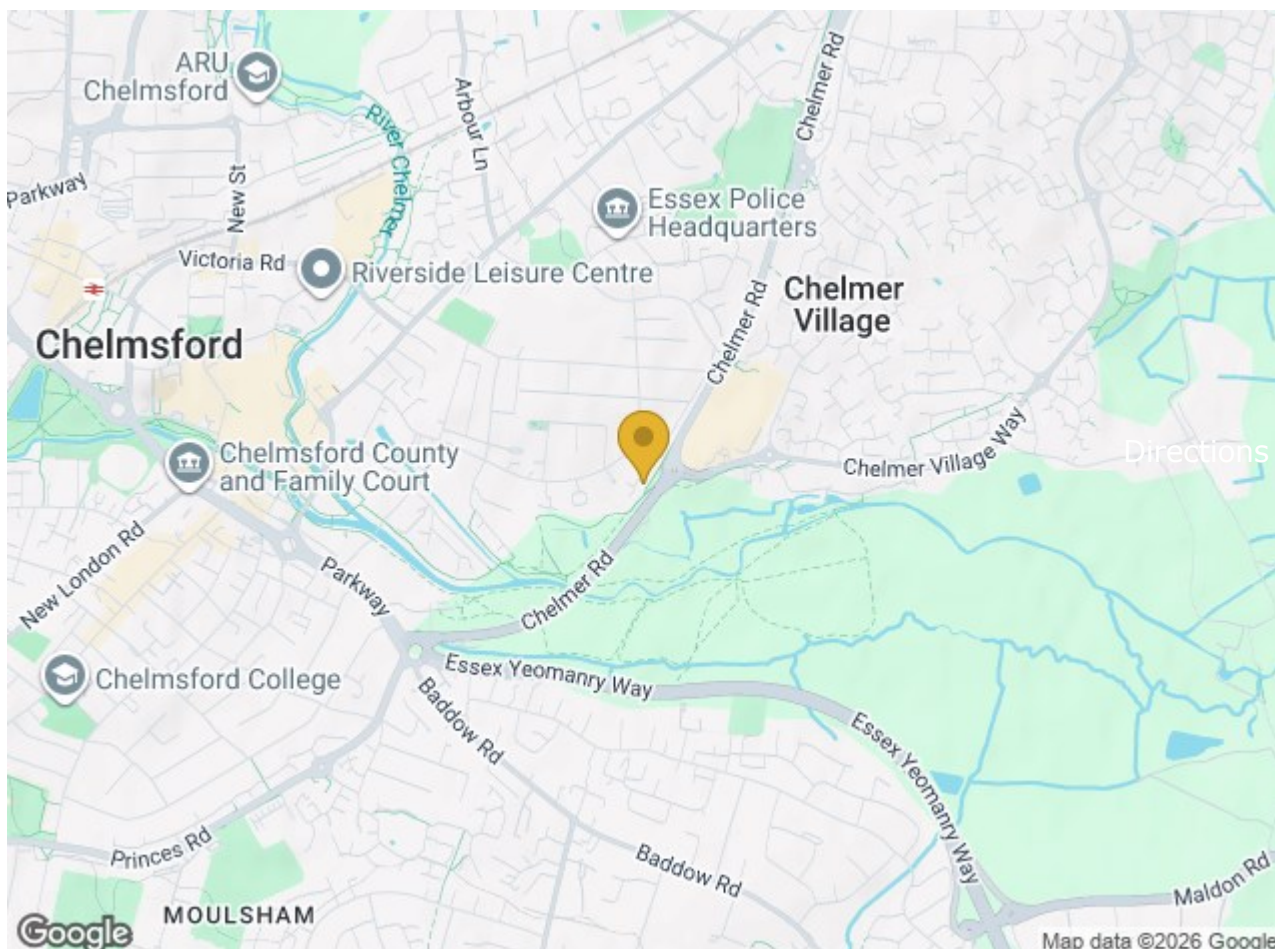 ARU
Chelmsford
Parkway
New St
River Chelmer
Arbour Ln
Chelmer Rd
Essex Police
Headquarters
Victoria Rd
Riverside Leisure Centre
Chelmer
Village
Chelmsford
Chelmer Rd
Chelmsford County
and Family Court
Chelmer Village Way
Directions
New London Rd
Parkway
Chelmer Rd
Chelmsford College
Essex Yeomanry Way
Baddow Rd
Essex Yeomanry Way
Princes Rd
Baddow Rd
Maldon Rd
MOULSHAM
Google
Map data ©2026 Google